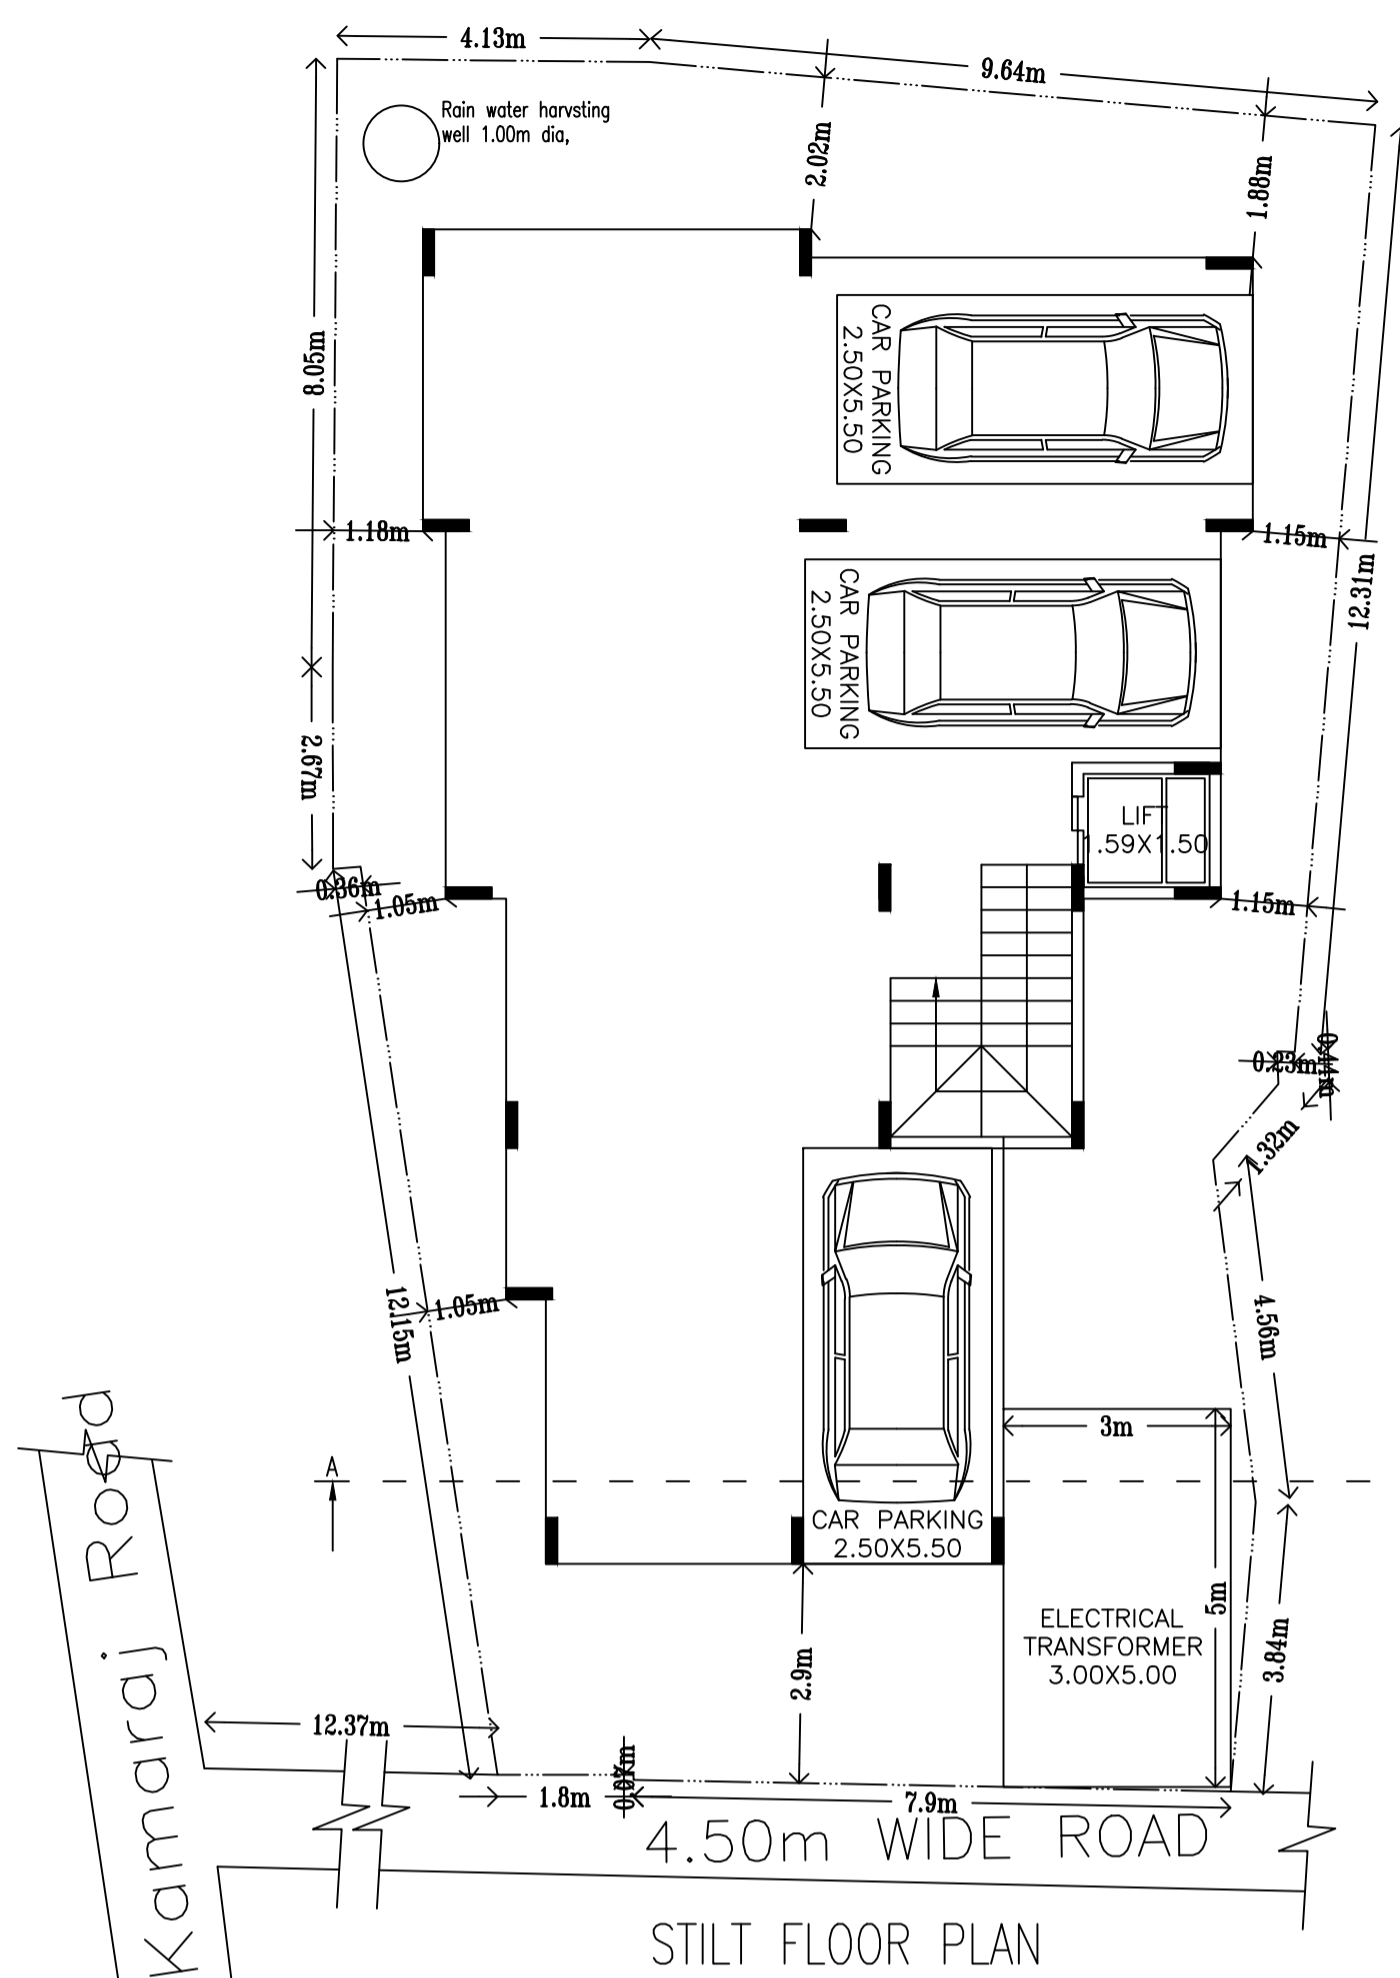 4.13m
9.64m
Rain water harvsting
well 1.00m dia,
2.02m
1.88m
8.05m
CAR PARKING
2.50X5.50
1.18m
1.15m
12.31m
CAR PARKING
2.50X5.50
2.67m
LIFT
1.59X1.50
0.36m
1.05m
1.15m
0.23m
0.44m
1.32m
12.15m
1.05m
4.56m
3m
A
CAR PARKING
2.50X5.50
5m
ELECTRICAL
TRANSFORMER
3.00X5.00
3.84m
2.9m
Kamaraj Road
12.37m
1.8m
7.9m
4.50m WIDE ROAD
STILT FLOOR PLAN